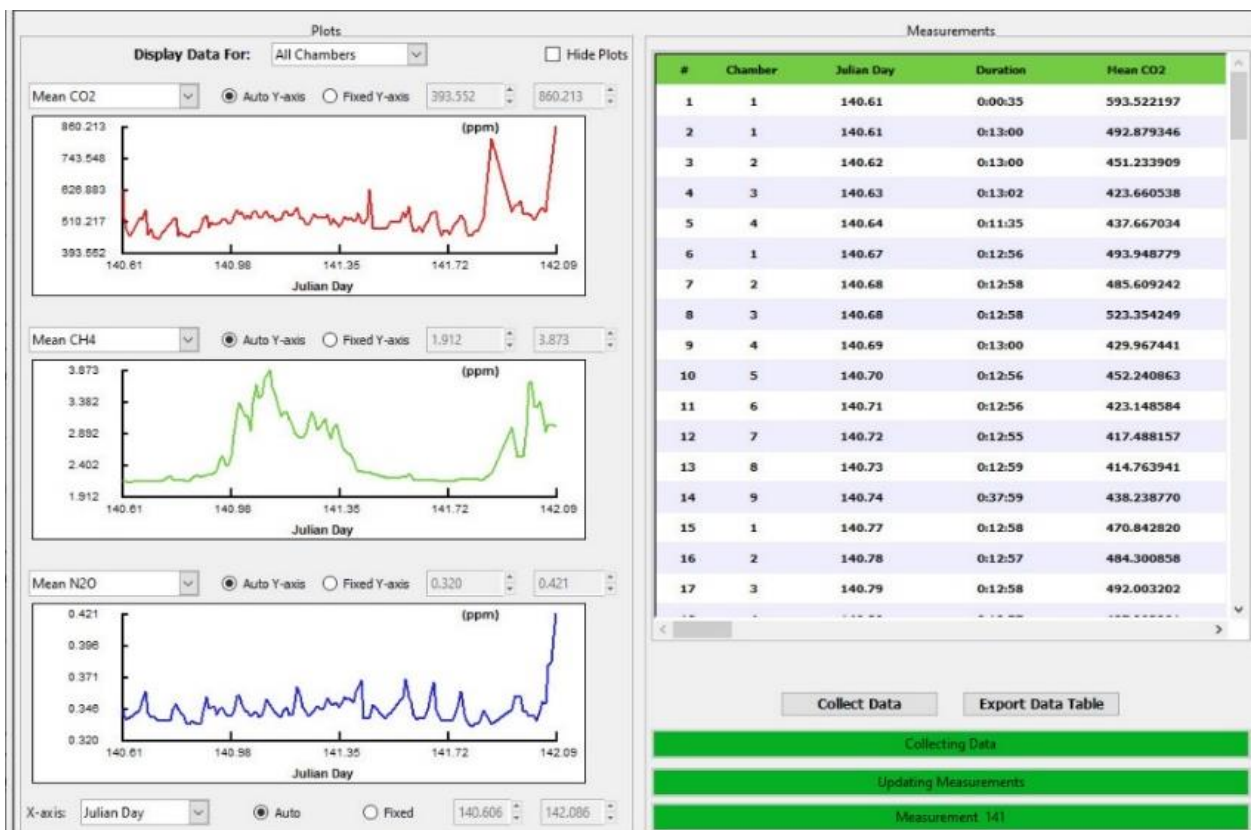 Plots
Display Data For: All Chambers Hide Plots
Mean CO2 Auto Y-axis Fixed Y-axis 393.552 860.213
(ppm)
860.213
743.548
626.883
510.217
393.552
140.61 140.98 141.35 141.72 142.09
Julian Day
Mean CH4 Auto Y-axis Fixed Y-axis 1.912 3.873
(ppm)
3.873
3.382
2.892
2.402
1.912
140.61 140.98 141.35 141.72 142.09
Julian Day
Mean N2O Auto Y-axis Fixed Y-axis 0.320 0.421
(ppm)
0.421
0.396
0.371
0.346
0.320
140.61 140.98 141.35 141.72 142.09
Julian Day
X-axis: Julian Day Auto Fixed 140.606 142.086
Measurements
# Chamber Julian Day Duration Mean CO2
1 1 140.61 0:00:35 593.522197
2 1 140.61 0:13:00 492.879346
3 2 140.62 0:13:00 451.233909
4 3 140.63 0:13:02 423.660538
5 4 140.64 0:11:35 437.667034
6 1 140.67 0:12:56 493.948779
7 2 140.68 0:12:58 485.609242
8 3 140.68 0:12:58 523.354249
9 4 140.69 0:13:00 429.967441
10 5 140.70 0:12:56 452.240863
11 6 140.71 0:12:56 423.148584
12 7 140.72 0:12:55 417.488157
13 8 140.73 0:12:59 414.763941
14 9 140.74 0:37:59 438.238770
15 1 140.77 0:12:58 470.842820
16 2 140.78 0:12:57 484.300858
17 3 140.79 0:12:58 492.003202
Collect Data Export Data Table
Collecting Data
Updating Measurements
Measurement 141